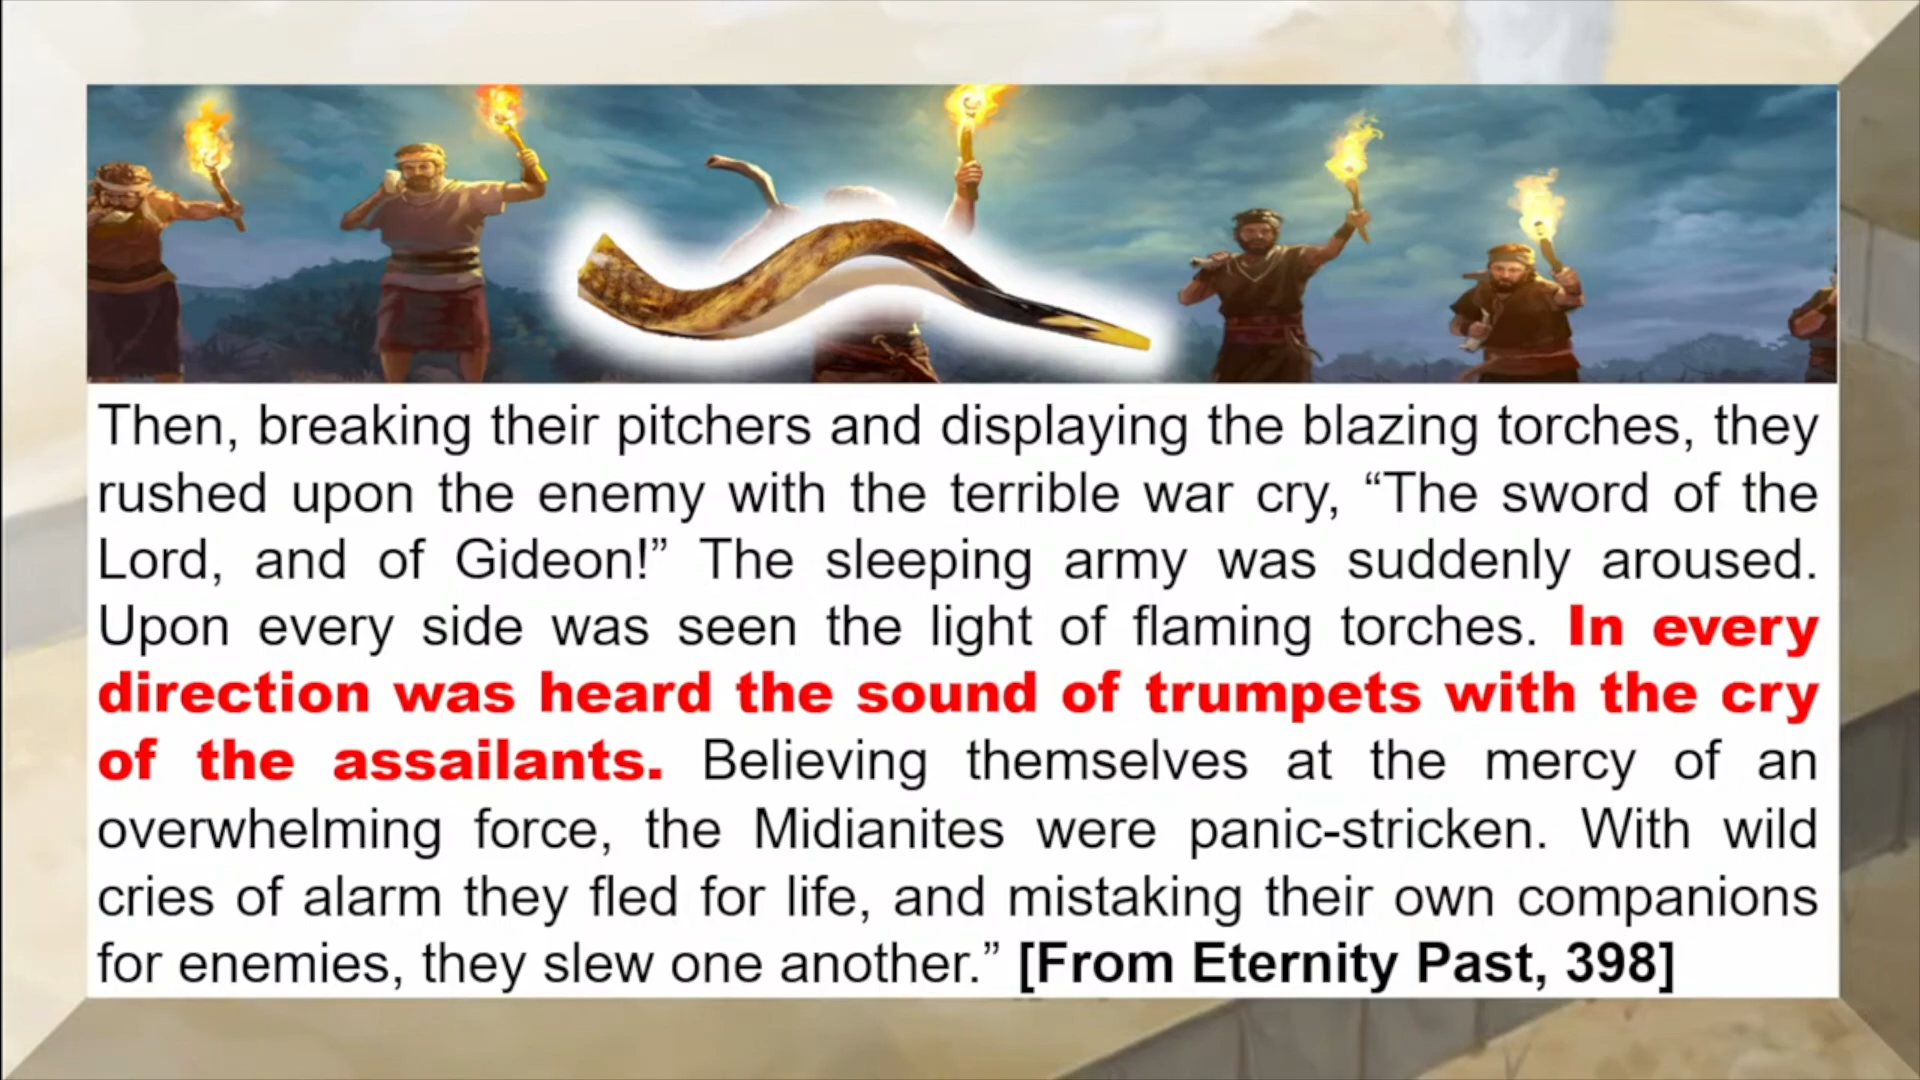 Then, breaking their pitchers and displaying the blazing torches, they
rushed upon the enemy with the terrible war cry, “The sword of the
Lord, and of Gideon!” The sleeping army was suddenly aroused.
Upon every side was seen the light of flaming torches. In every
direction was heard the sound of trumpets with the cry
of the assailants. Believing themselves at the mercy of an
overwhelming force, the Midianites were panic-stricken. With wild
cries of alarm they fled for life, and mistaking their own companions
for enemies, they slew one another.” [From Eternity Past, 398]